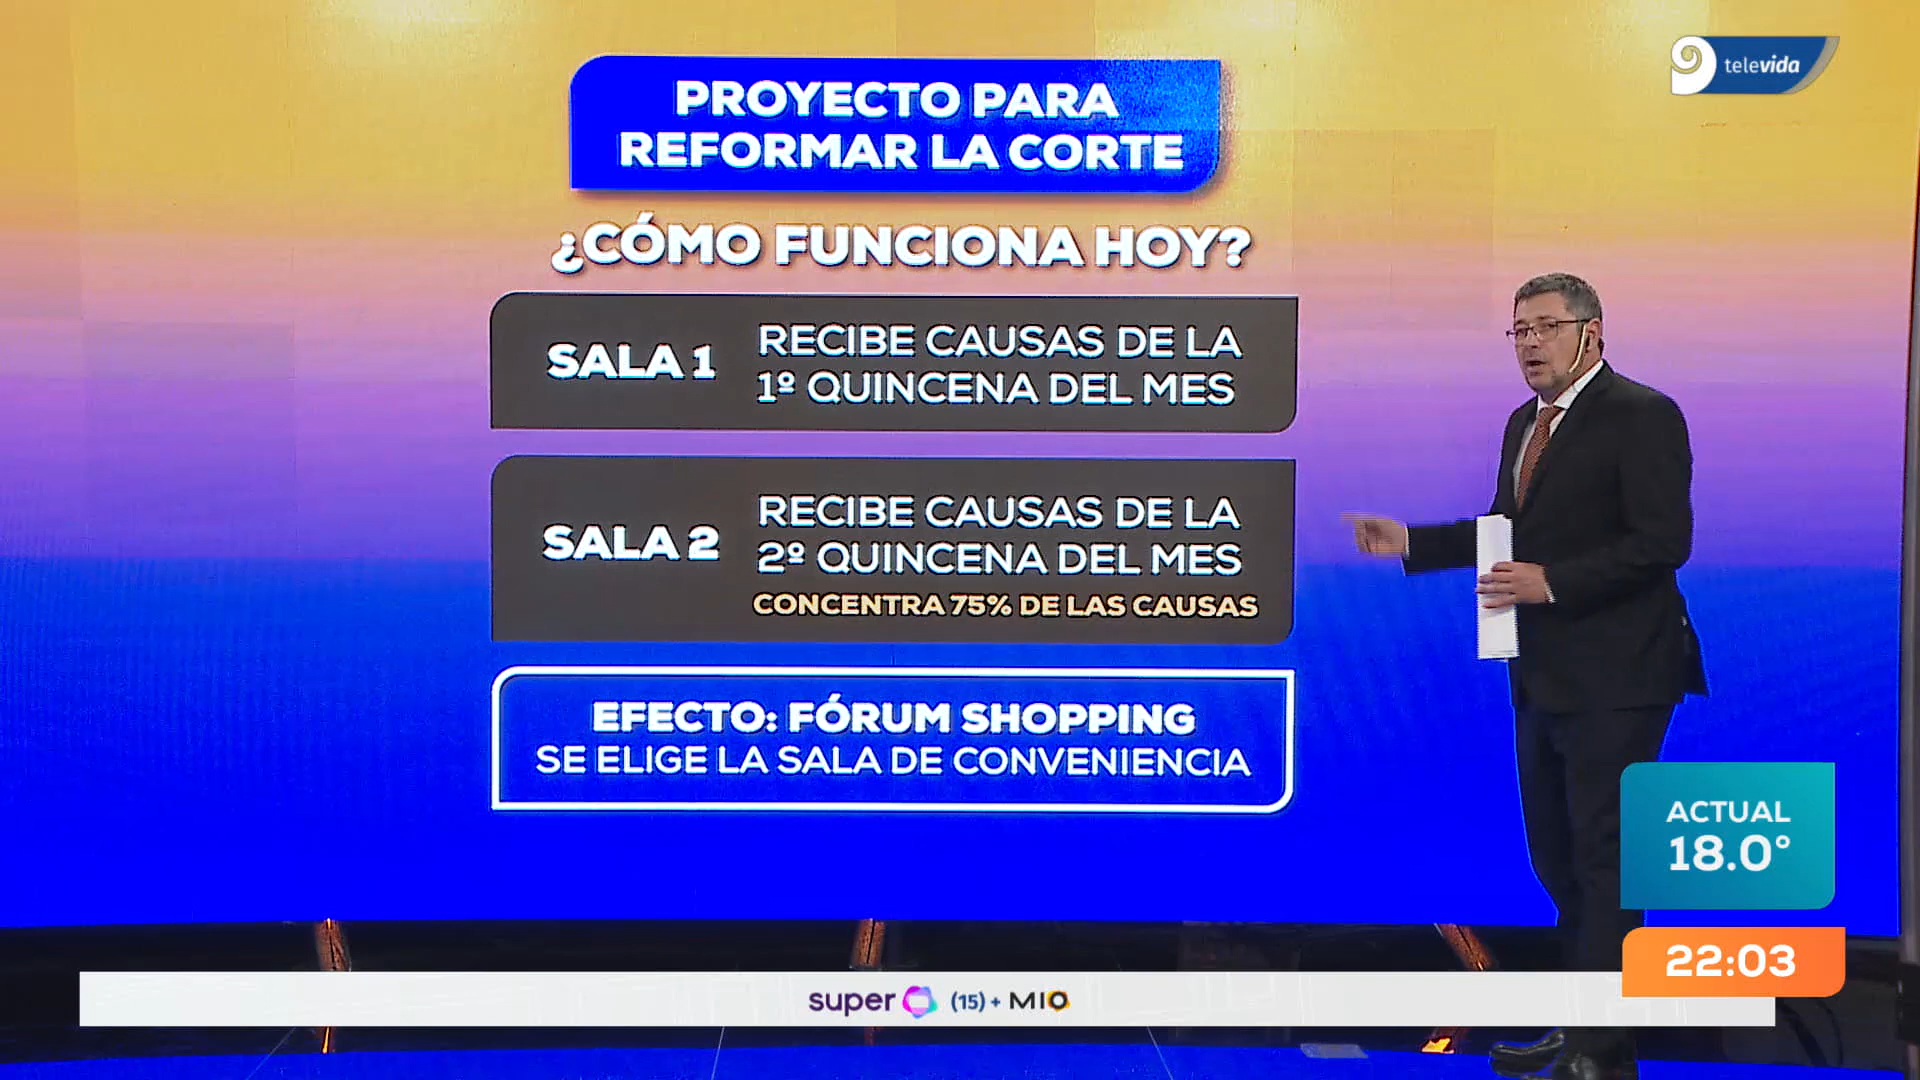 PROYECTO PARA
REFORMAR LA CORTE
¿CÓMO FUNCIONA HOY?
SALA 1
RECIBE CAUSAS DE LA
1º QUINCENA DEL MES
SALA 2
RECIBE CAUSAS DE LA
2º QUINCENA DEL MES
CONCENTRA 75% DE LAS CAUSAS
EFECTO: FÓRUM SHOPPING
SE ELIGE LA SALA DE CONVENIENCIA
9 televida
ACTUAL
18.0°
22:03
super (15) + MIO